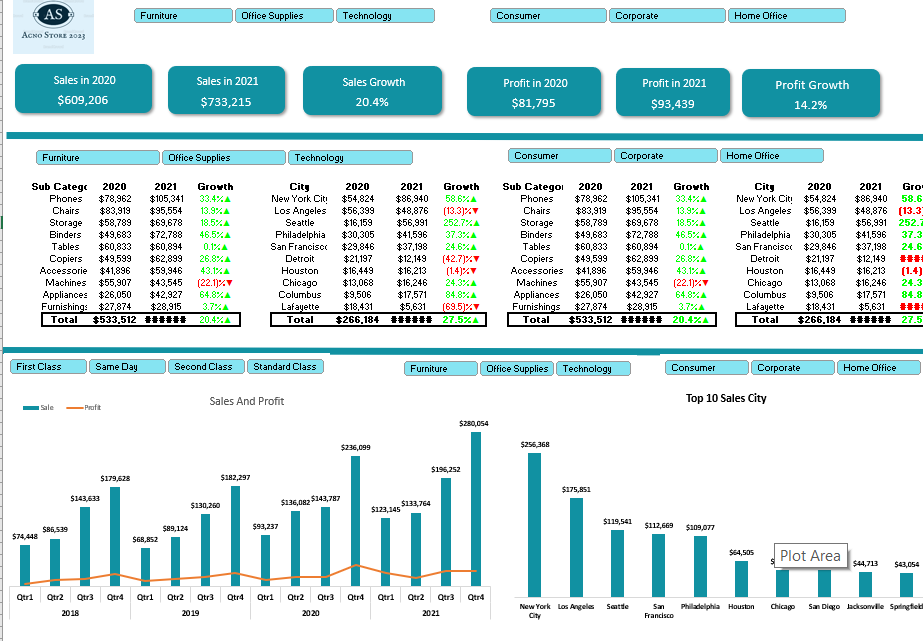 AS
AGNO STORE 2023
Furniture Office Supplies Technology Consumer Corporate Home Office
Sales in 2020 Sales in 2021 Sales Growth Profit in 2020 Profit in 2021 Profit Growth
$609,206 $733,215 20.4% $81,795 $93,439 14.2%
Furniture Office Supplies Technology Consumer Corporate Home Office
Sub Catego 2020 2021 Growth City 2020 2021 Growth Sub Catego 2020 2021 Growth City 2020 2021 Gro
Phones $78,962 $105,341 33.4%▲ New York City $54,824 $86,940 58.6%▲ Phones $78,962 $105,341 33.4%▲ New York City $54,824 $86,940 58.6
Chairs $83,919 $95,554 13.9%▲ Los Angeles $56,399 $48,876 (13.3)%▼ Chairs $83,919 $95,554 13.9%▲ Los Angeles $56,399 $48,876 (13.3
Storage $58,789 $69,678 18.5%▲ Seattle $16,159 $56,991 252.7%▲ Storage $58,789 $69,678 18.5%▲ Seattle $16,159 $56,991 252.7
Binders $49,683 $72,788 46.5%▲ Philadelphia $30,305 $41,596 37.3%▲ Binders $49,683 $72,788 46.5%▲ Philadelphia $30,305 $41,596 37.3
Tables $60,833 $60,894 0.1%▲ San Francisco $29,846 $37,198 24.6%▲ Tables $60,833 $60,894 0.1%▲ San Francisco $29,846 $37,198 24.6
Copiers $49,599 $62,899 26.8%▲ Detroit $21,197 $12,149 (42.7)%▼ Copiers $49,599 $62,899 26.8%▲ Detroit $21,197 $12,149 ####
Accessorie $41,896 $59,946 43.1%▲ Houston $16,449 $16,213 (1.4)%▼ Accessories $41,896 $59,946 43.1%▲ Houston $16,449 $16,213 (1.4)
Machines $55,907 $43,545 (22.1)%▼ Chicago $13,068 $16,246 24.3%▲ Machines $55,907 $43,545 (22.1)%▼ Chicago $13,068 $16,246 24.3
Appliances $26,050 $42,927 64.8%▲ Columbus $9,506 $17,571 84.8%▲ Appliances $26,050 $42,927 64.8%▲ Columbus $9,506 $17,571 84.8
Furnishings $27,874 $28,915 3.7%▲ Lafayette $18,431 $5,631 (69.5)%▼ Furnishings $27,874 $28,915 3.7%▲ Lafayette $18,431 $5,631 ####
Total $533,512 ###### 20.4%▲ Total $266,184 ###### 27.5%▲ Total $533,512 ###### 20.4%▲ Total $266,184 ###### 27.5
First Class Same Day Second Class Standard Class Furniture Office Supplies Technology Consumer Corporate Home Office
Sales And Profit
Sale Profit
$74,448 $86,539 $143,633 $179,628 $68,852 $89,124 $130,260 $182,297 $93,237 $136,082 $143,787 $236,099 $123,145 $133,764 $196,252 $280,054
Qtr1 Qtr2 Qtr3 Qtr4 Qtr1 Qtr2 Qtr3 Qtr4 Qtr1 Qtr2 Qtr3 Qtr4 Qtr1 Qtr2 Qtr3 Qtr4
2018 2019 2020 2021
Top 10 Sales City
$256,368 $175,851 $119,541 $112,669 $109,077 $64,505 $44,713 $43,054
Plot Area
New York City Los Angeles Seattle San Francisco Philadelphia Houston Chicago San Diego Jacksonville Springfield